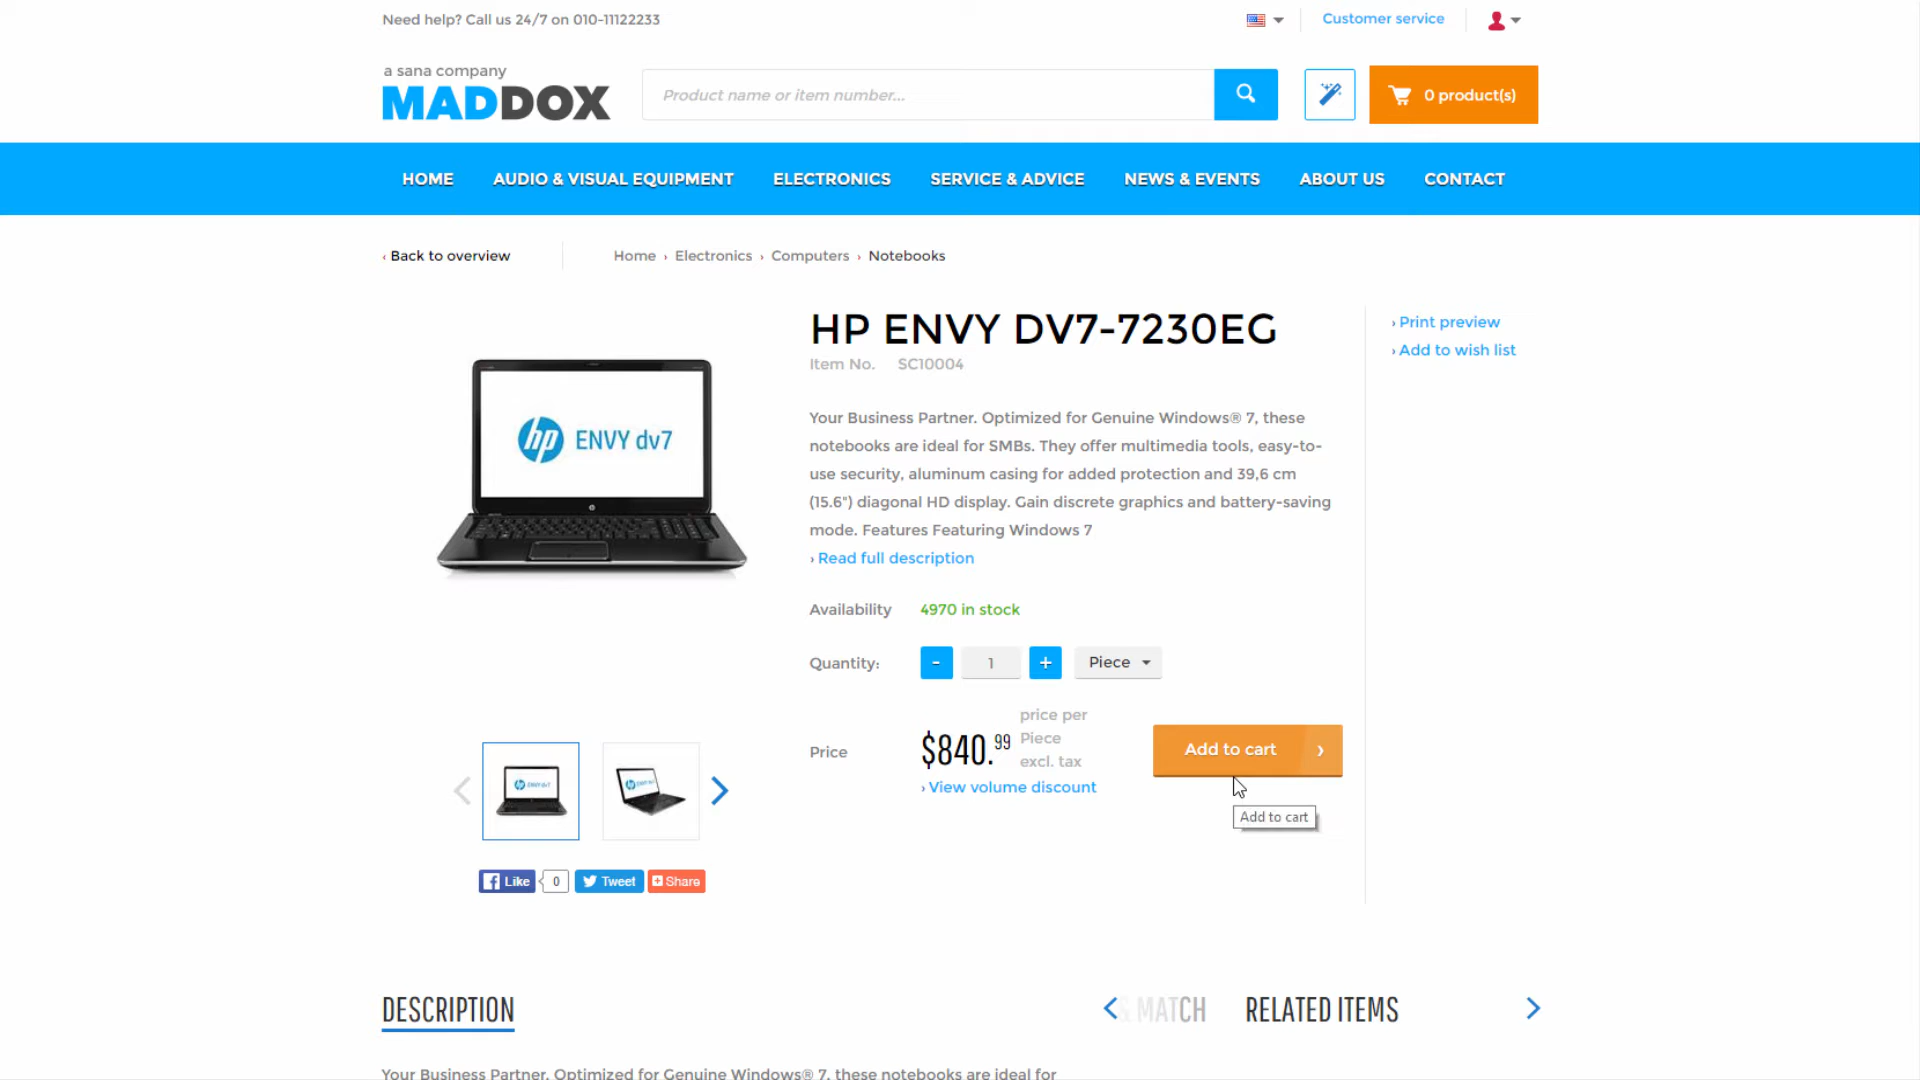 Need help? Call us 24/7 on 010-11122233
Customer service
a sana company
MADDOX
Product name or item number...
0 product(s)
HOME
AUDIO & VISUAL EQUIPMENT
ELECTRONICS
SERVICE & ADVICE
NEWS & EVENTS
ABOUT US
CONTACT
‹ Back to overview
Home › Electronics › Computers › Notebooks
HP ENVY DV7-7230EG
Item No. SC10004
› Print preview
› Add to wish list
hp ENVY dv7
Your Business Partner. Optimized for Genuine Windows® 7, these
notebooks are ideal for SMBs. They offer multimedia tools, easy-to-
use security, aluminum casing for added protection and 39,6 cm
(15.6") diagonal HD display. Gain discrete graphics and battery-saving
mode. Features Featuring Windows 7
› Read full description
Availability 4970 in stock
Quantity: - 1 + Piece
Price $840.99
price per
Piece
excl. tax
› View volume discount
Add to cart ›
Add to cart
Like 0
Tweet
Share
DESCRIPTION
& MATCH
RELATED ITEMS
Your Business Partner. Optimized for Genuine Windows® 7, these notebooks are ideal for